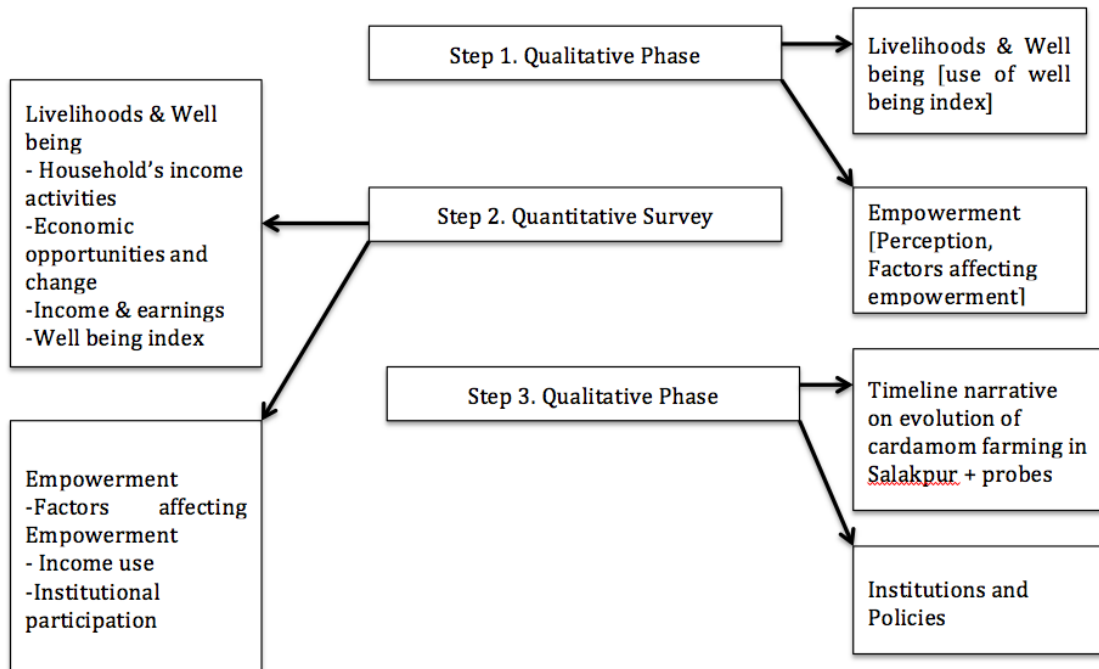 Step 1. Qualitative Phase
Livelihoods & Well
being [use of well
being index]
Empowerment
[Perception,
Factors affecting
empowerment]
Step 2. Quantitative Survey
Livelihoods & Well
being
- Household's income
activities
-Economic
opportunities and
change
-Income & earnings
-Well being index
Empowerment
-Factors affecting
Empowerment
- Income use
-Institutional
participation
Step 3. Qualitative Phase
Timeline narrative
on evolution of
cardamom farming in
Salakpur + probes
Institutions and
Policies